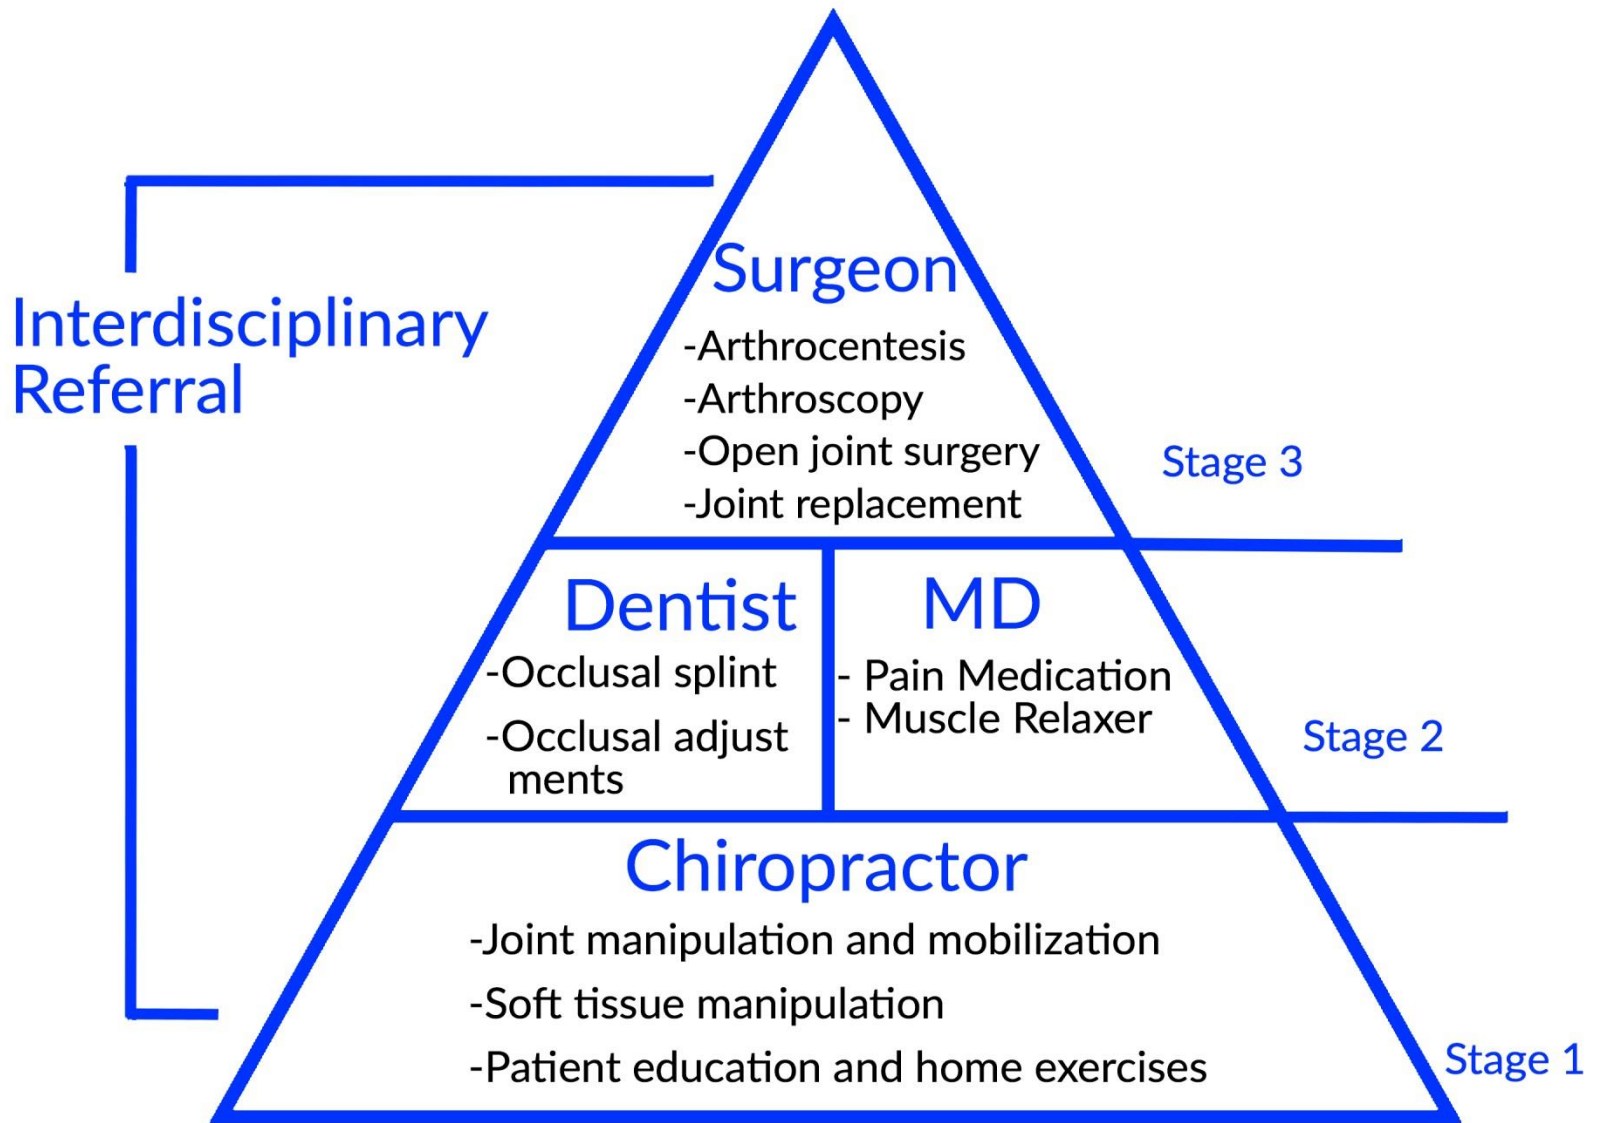 Interdisciplinary
Referral
Surgeon
-Arthrocentesis
-Arthroscopy
-Open joint surgery
-Joint replacement
Stage 3
Dentist
-Occlusal splint
-Occlusal adjust
ments
MD
- Pain Medication
- Muscle Relaxer
Stage 2
Chiropractor
-Joint manipulation and mobilization
-Soft tissue manipulation
-Patient education and home exercises
Stage 1